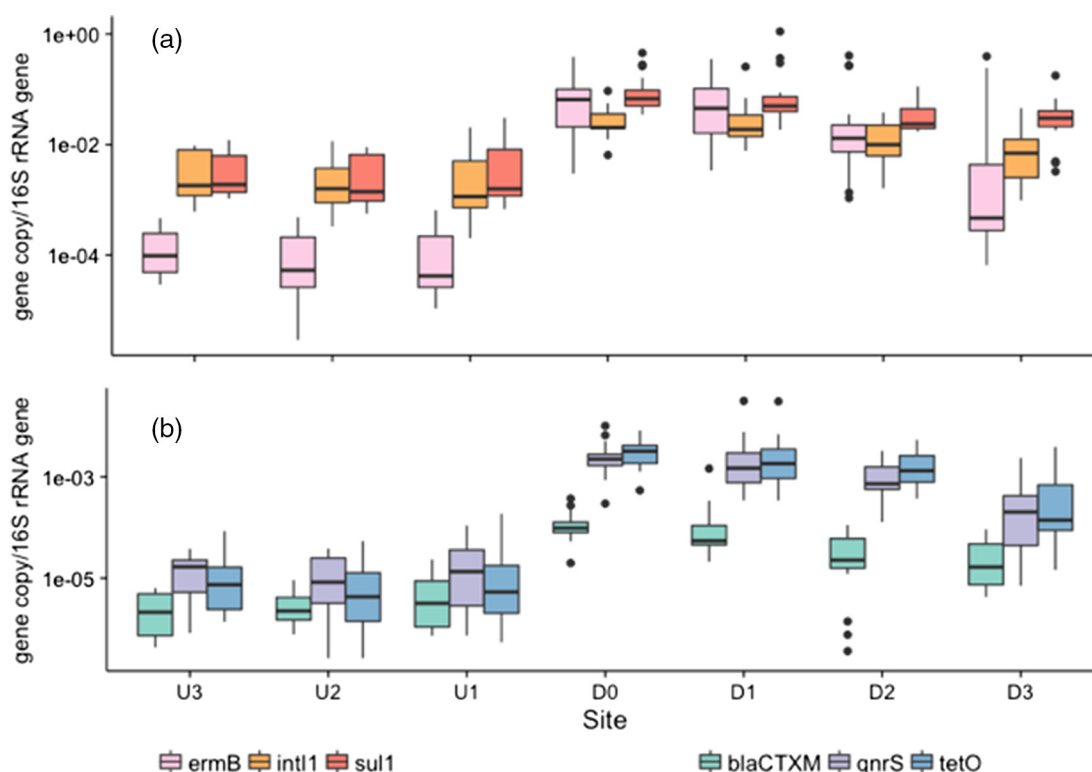 (a)
gene copy/16S rRNA gene
1e+00
1e-02
1e-04
(b)
gene copy/16S rRNA gene
1e-03
1e-05
U3 U2 U1 D0 D1 D2 D3
Site
ermB intl1 sul1 blaCTXM qnrS tetO